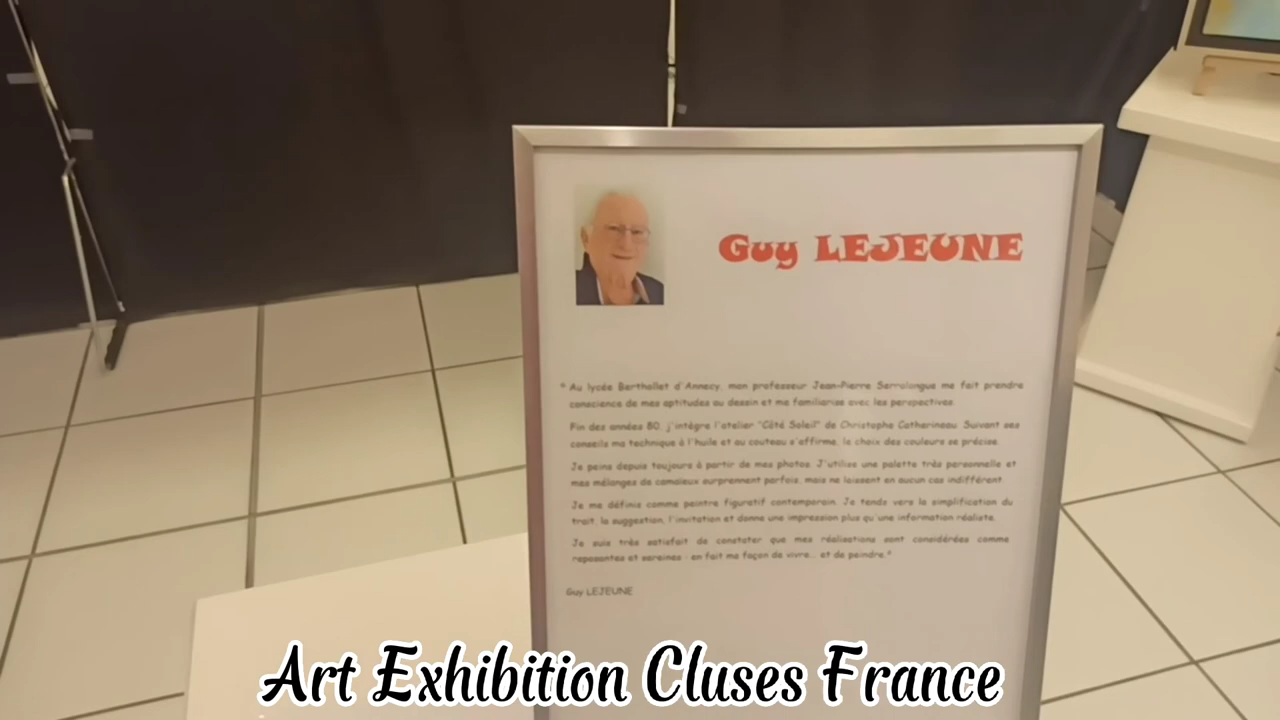 Guy LEJEUNE
" Au lycée Berthollet d'Annecy, mon professeur Jean-Pierre Serralongue me fait prendre
conscience de mes aptitudes au dessin et me familiarise avec les perspectives.
Fin des années 80, j'intègre l'atelier "Côté Soleil" de Christophe Catherineau. Suivant ses
conseils ma technique à l'huile et au couteau s'affirme, le choix des couleurs se précise.
Je peins depuis toujours à partir de mes photos. J'utilise une palette très personnelle et
mes mélanges de camaïeux surprennent parfois, mais ne laissent en aucun cas indifférent.
Je me définis comme peintre figuratif contemporain. Je tends vers la simplification du
trait, la suggestion, l'invitation et donne une impression plus qu'une information réaliste.
Je suis très satisfait de constater que mes réalisations sont considérées comme
reposantes et sereines : en fait ma façon de vivre... et de peindre."
Guy LEJEUNE
Art Exhibition Cluses France